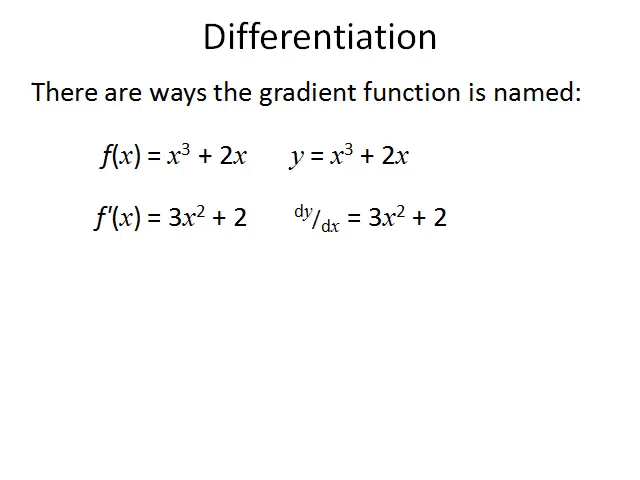 Differentiation
There are ways the gradient function is named:
f(x) = x³ + 2x y = x³ + 2x
f'(x) = 3x² + 2 dy/dx = 3x² + 2